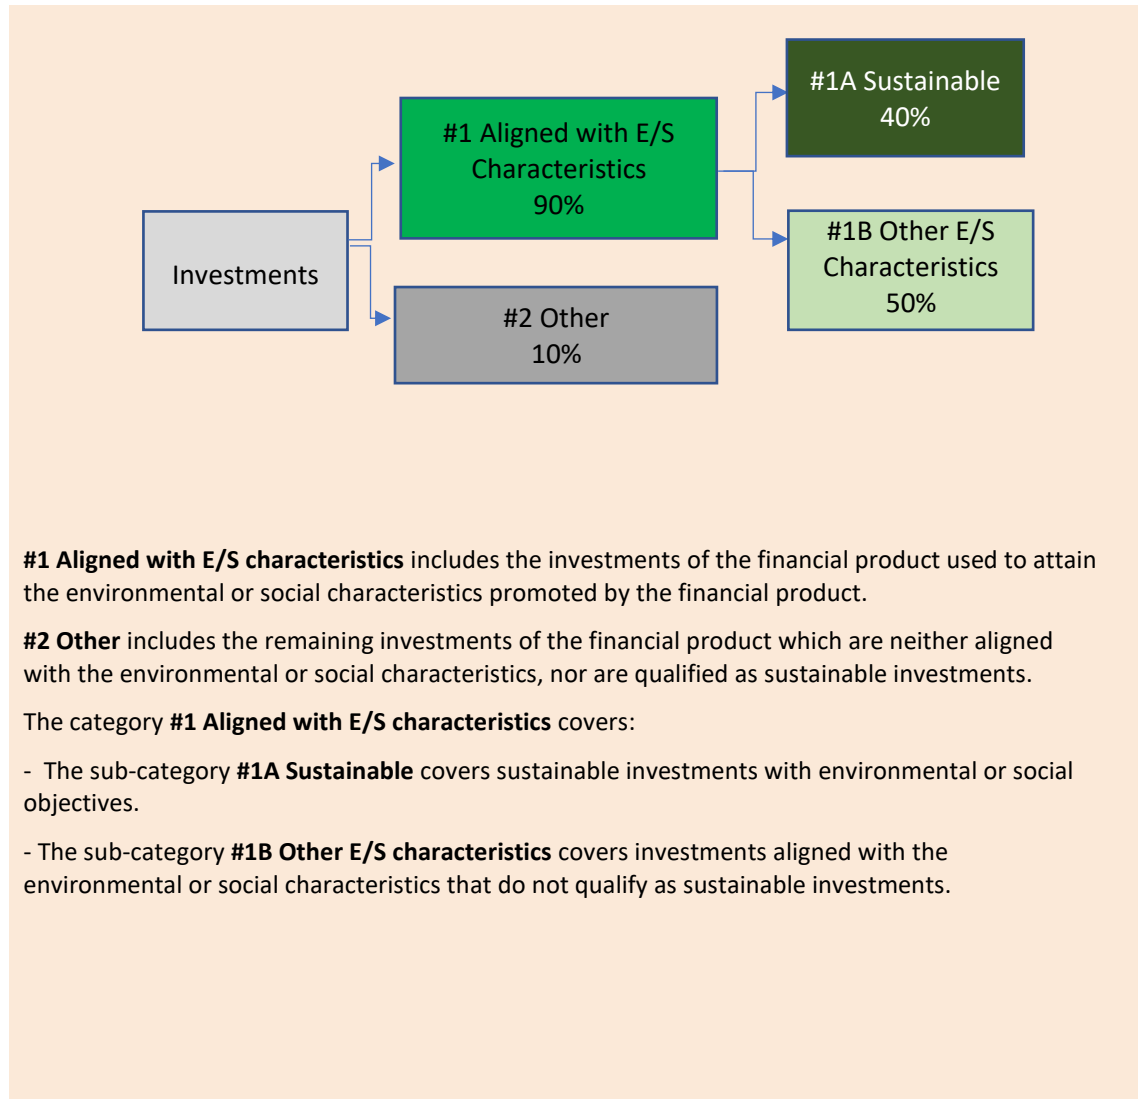 #1A Sustainable
40%
#1 Aligned with E/S
Characteristics
90%
#1B Other E/S
Characteristics
50%
Investments
#2 Other
10%
#1 Aligned with E/S characteristics includes the investments of the financial product used to attain
the environmental or social characteristics promoted by the financial product.
#2 Other includes the remaining investments of the financial product which are neither aligned
with the environmental or social characteristics, nor are qualified as sustainable investments.
The category #1 Aligned with E/S characteristics covers:
- The sub-category #1A Sustainable covers sustainable investments with environmental or social
objectives.
- The sub-category #1B Other E/S characteristics covers investments aligned with the
environmental or social characteristics that do not qualify as sustainable investments.